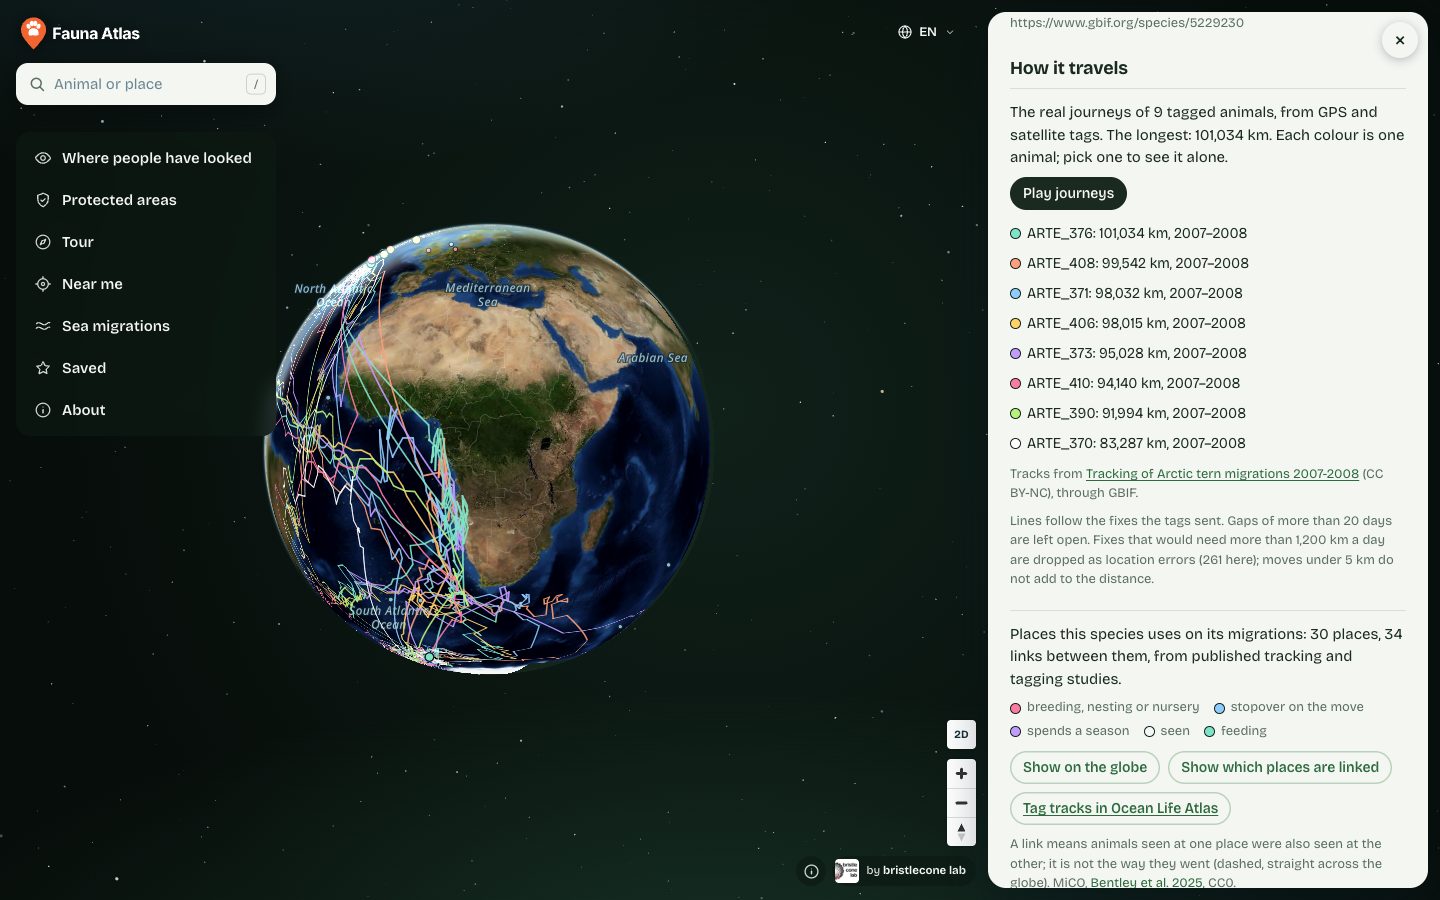 Fauna Atlas
Animal or place
/
Where people have looked
Protected areas
Tour
Near me
Sea migrations
Saved
About
EN
North Atlantic
Ocean
Mediterranean
Sea
Arabian Sea
South Atlantic
Ocean
2D
by bristlecone lab
https://www.gbif.org/species/5229230
How it travels
The real journeys of 9 tagged animals, from GPS and
satellite tags. The longest: 101,034 km. Each colour is one
animal; pick one to see it alone.
Play journeys
ARTE_376: 101,034 km, 2007–2008
ARTE_408: 99,542 km, 2007–2008
ARTE_371: 98,032 km, 2007–2008
ARTE_406: 98,015 km, 2007–2008
ARTE_373: 95,028 km, 2007–2008
ARTE_410: 94,140 km, 2007–2008
ARTE_390: 91,994 km, 2007–2008
ARTE_370: 83,287 km, 2007–2008
Tracks from Tracking of Arctic tern migrations 2007-2008 (CC
BY-NC), through GBIF.
Lines follow the fixes the tags sent. Gaps of more than 20 days
are left open. Fixes that would need more than 1,200 km a day
are dropped as location errors (261 here); moves under 5 km do
not add to the distance.
Places this species uses on its migrations: 30 places, 34
links between them, from published tracking and
tagging studies.
breeding, nesting or nursery stopover on the move
spends a season seen feeding
Show on the globe Show which places are linked
Tag tracks in Ocean Life Atlas
A link means animals seen at one place were also seen at the
other; it is not the way they went (dashed, straight across the
globe). MiCO, Bentley et al. 2025, CC0.